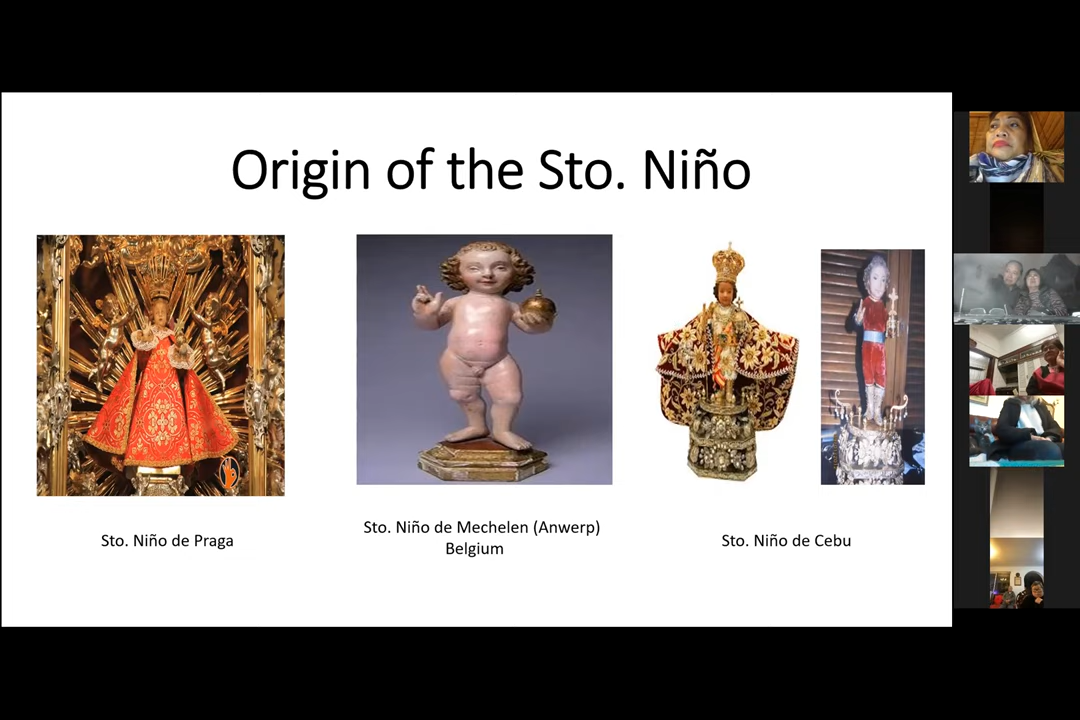 Origin of the Sto. Niño
Sto. Niño de Praga
Sto. Niño de Mechelen (Anwerp)
Belgium
Sto. Niño de Cebu